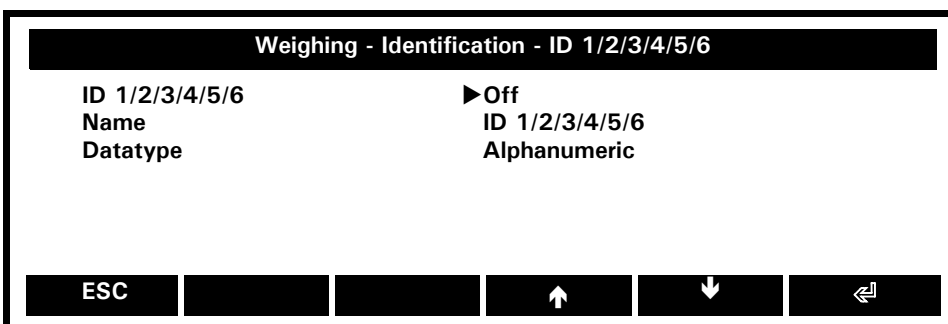 Weighing - Identification - ID 1/2/3/4/5/6
ID 1/2/3/4/5/6 ▶Off
Name ID 1/2/3/4/5/6
Datatype Alphanumeric
ESC ↑ ↓ ↵